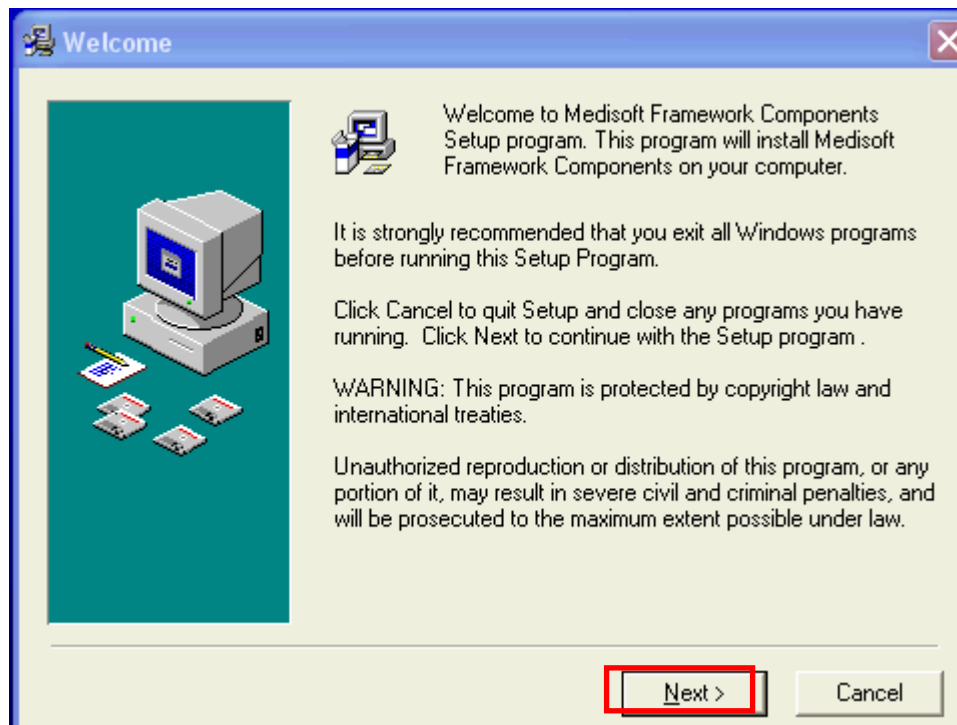 Welcome
Welcome to Medisoft Framework Components
Setup program. This program will install Medisoft
Framework Components on your computer.
It is strongly recommended that you exit all Windows programs
before running this Setup Program.
Click Cancel to quit Setup and close any programs you have
running.  Click Next to continue with the Setup program .
WARNING: This program is protected by copyright law and
international treaties.
Unauthorized reproduction or distribution of this program, or any
portion of it, may result in severe civil and criminal penalties, and
will be prosecuted to the maximum extent possible under law.
Next >
Cancel